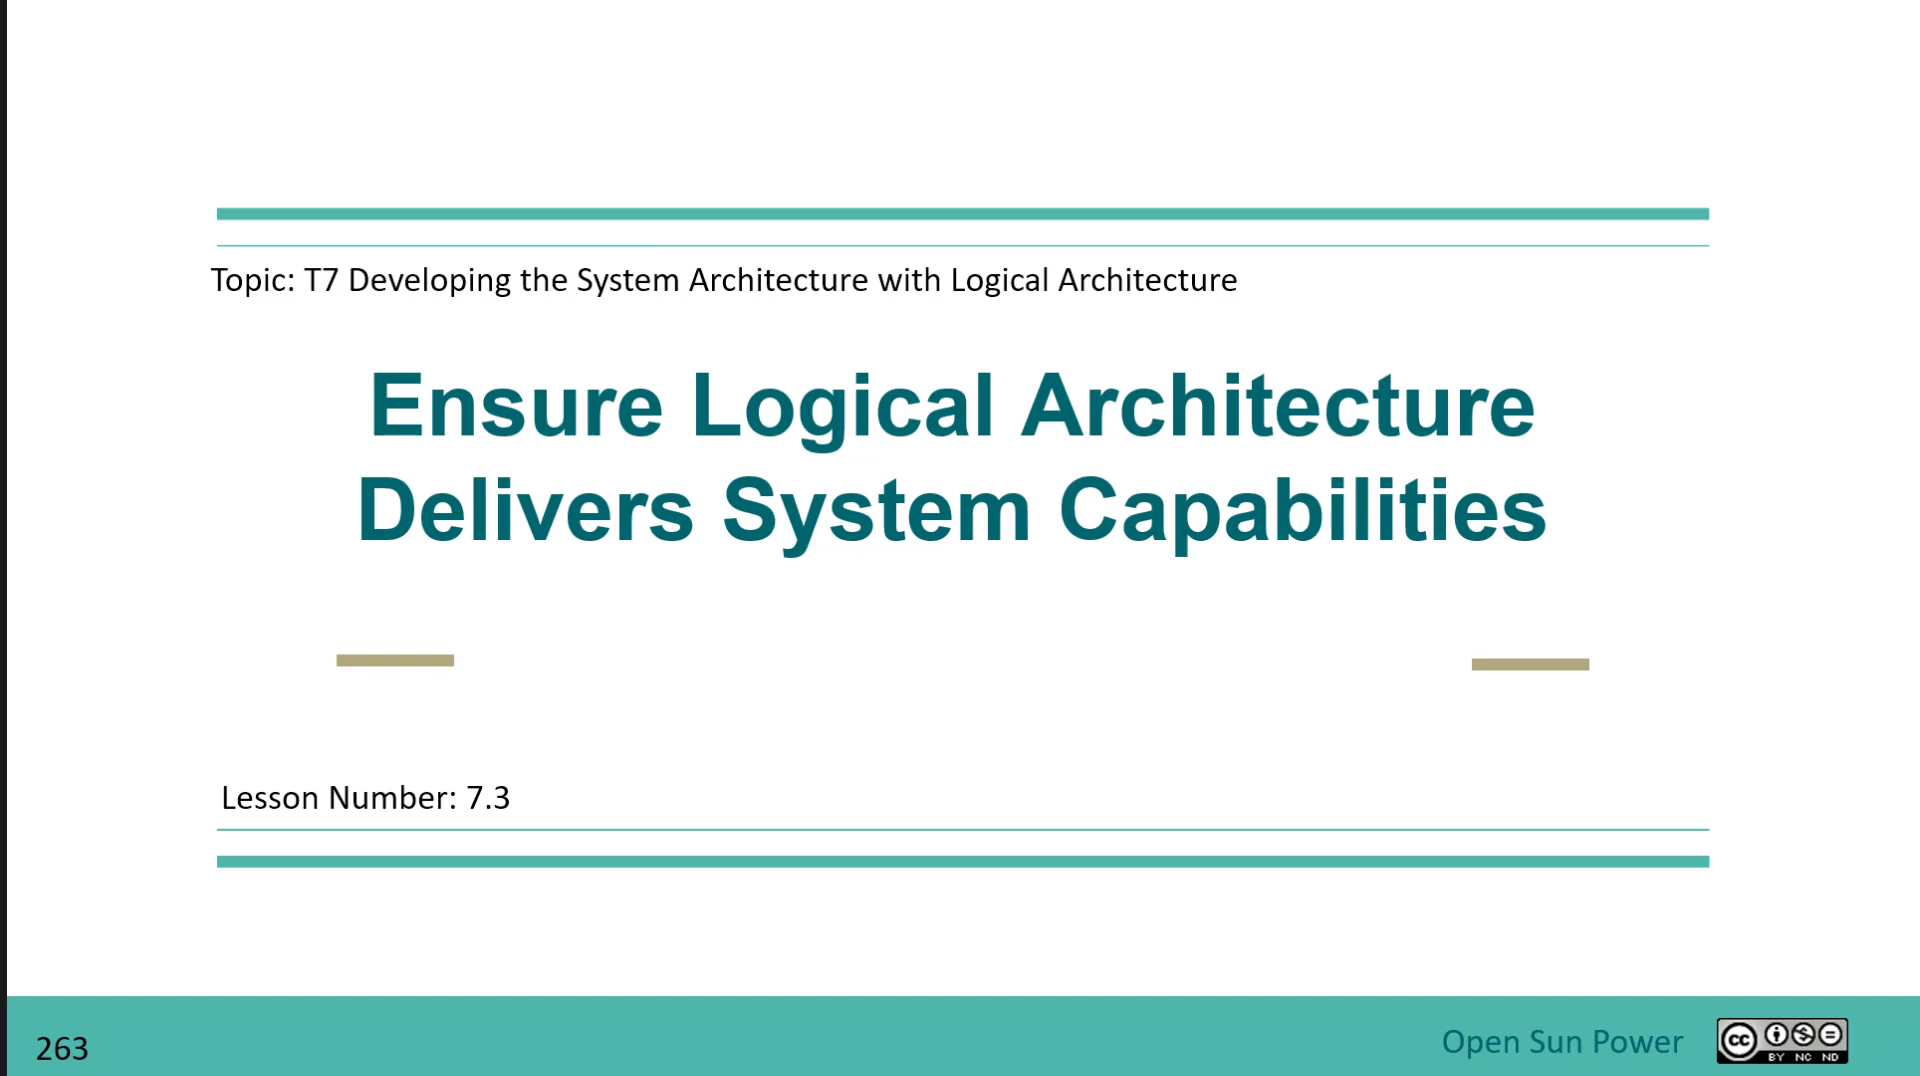 Topic: T7 Developing the System Architecture with Logical Architecture
Ensure Logical Architecture
Delivers System Capabilities
Lesson Number: 7.3
263
Open Sun Power
cc
BY NC ND